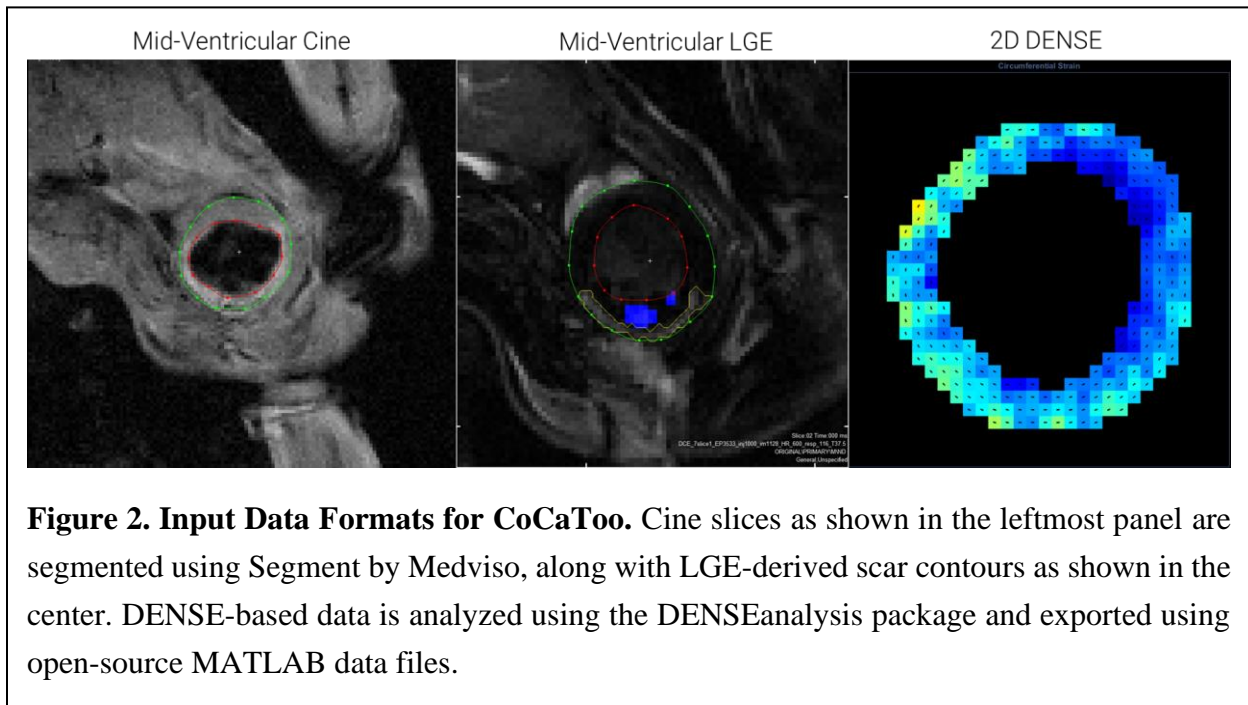 Mid-Ventricular Cine
Mid-Ventricular LGE
2D DENSE
Circumferential Strain
Slice:02 Time:000 ms
ORIGINAL\PRIMARY\M\ND
General:Unspecified
Figure 2. Input Data Formats for CoCaToo. Cine slices as shown in the leftmost panel are
segmented using Segment by Medviso, along with LGE-derived scar contours as shown in the
center. DENSE-based data is analyzed using the DENSEanalysis package and exported using
open-source MATLAB data files.